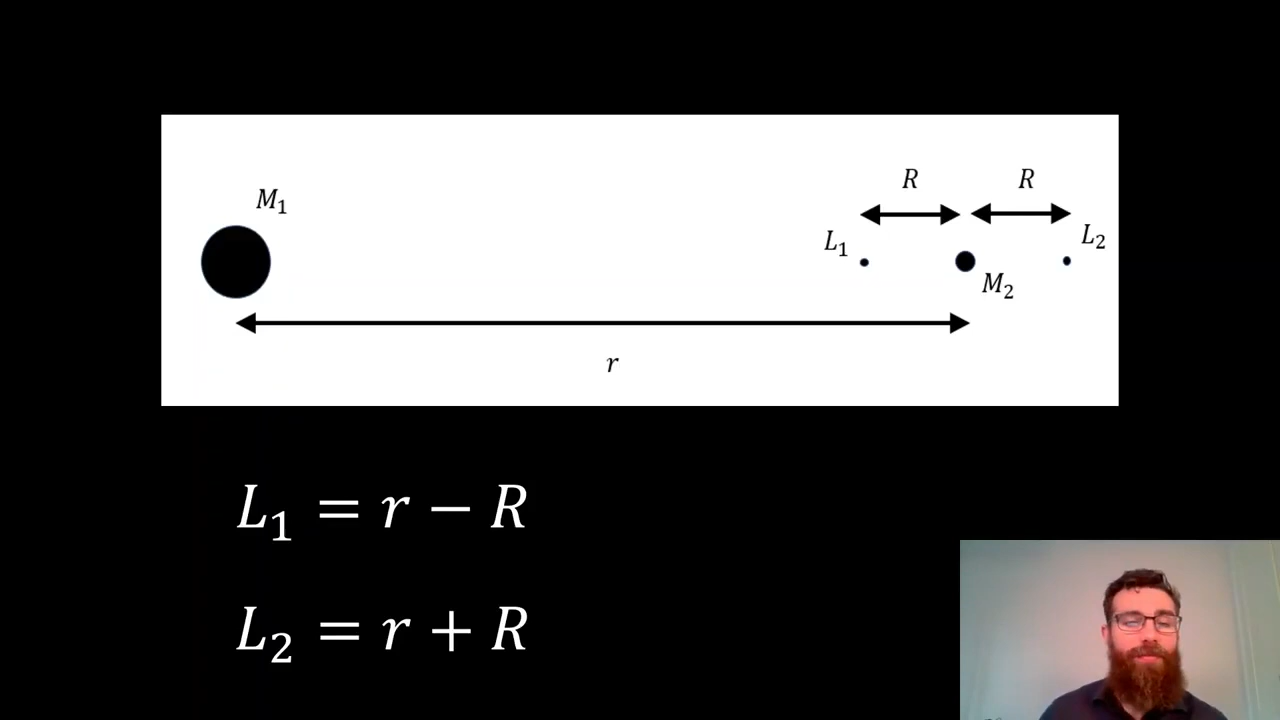 M₁
R R
L₁ L₂
M₂
r
L₁ = r − R
L₂ = r + R